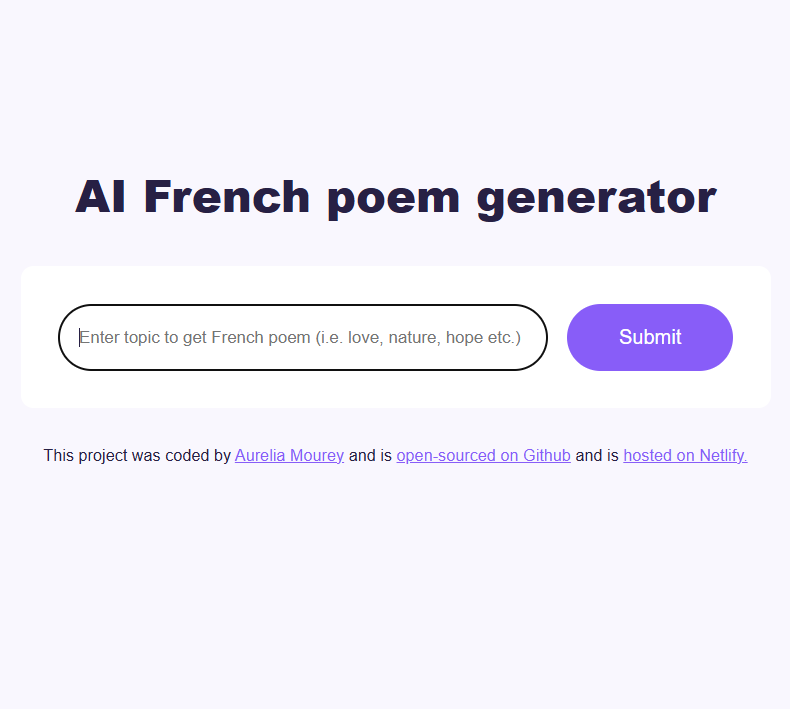 AI French poem generator
Enter topic to get French poem (i.e. love, nature, hope etc.)
Submit
This project was coded by Aurelia Mourey and is open-sourced on Github and is hosted on Netlify.